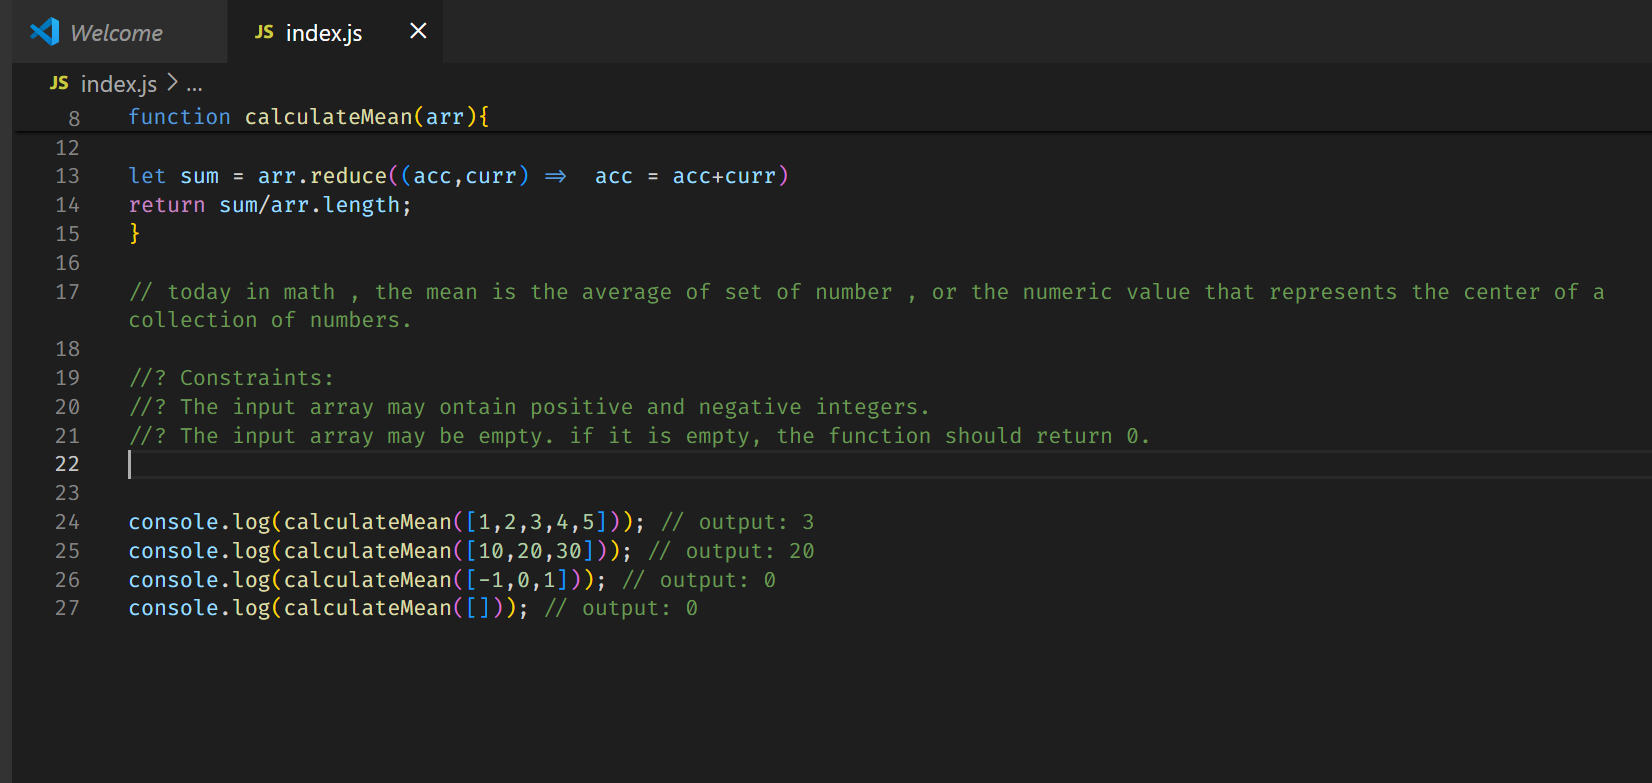 Welcome
JS index.js ×
JS index.js > ...
8 function calculateMean(arr){
12
13 let sum = arr.reduce((acc,curr) => acc = acc+curr)
14 return sum/arr.length;
15 }
16
17 // today in math , the mean is the average of set of number , or the numeric value that represents the center of a
collection of numbers.
18
19 //? Constraints:
20 //? The input array may ontain positive and negative integers.
21 //? The input array may be empty. if it is empty, the function should return 0.
22
23
24 console.log(calculateMean([1,2,3,4,5])); // output: 3
25 console.log(calculateMean([10,20,30])); // output: 20
26 console.log(calculateMean([-1,0,1])); // output: 0
27 console.log(calculateMean([])); // output: 0